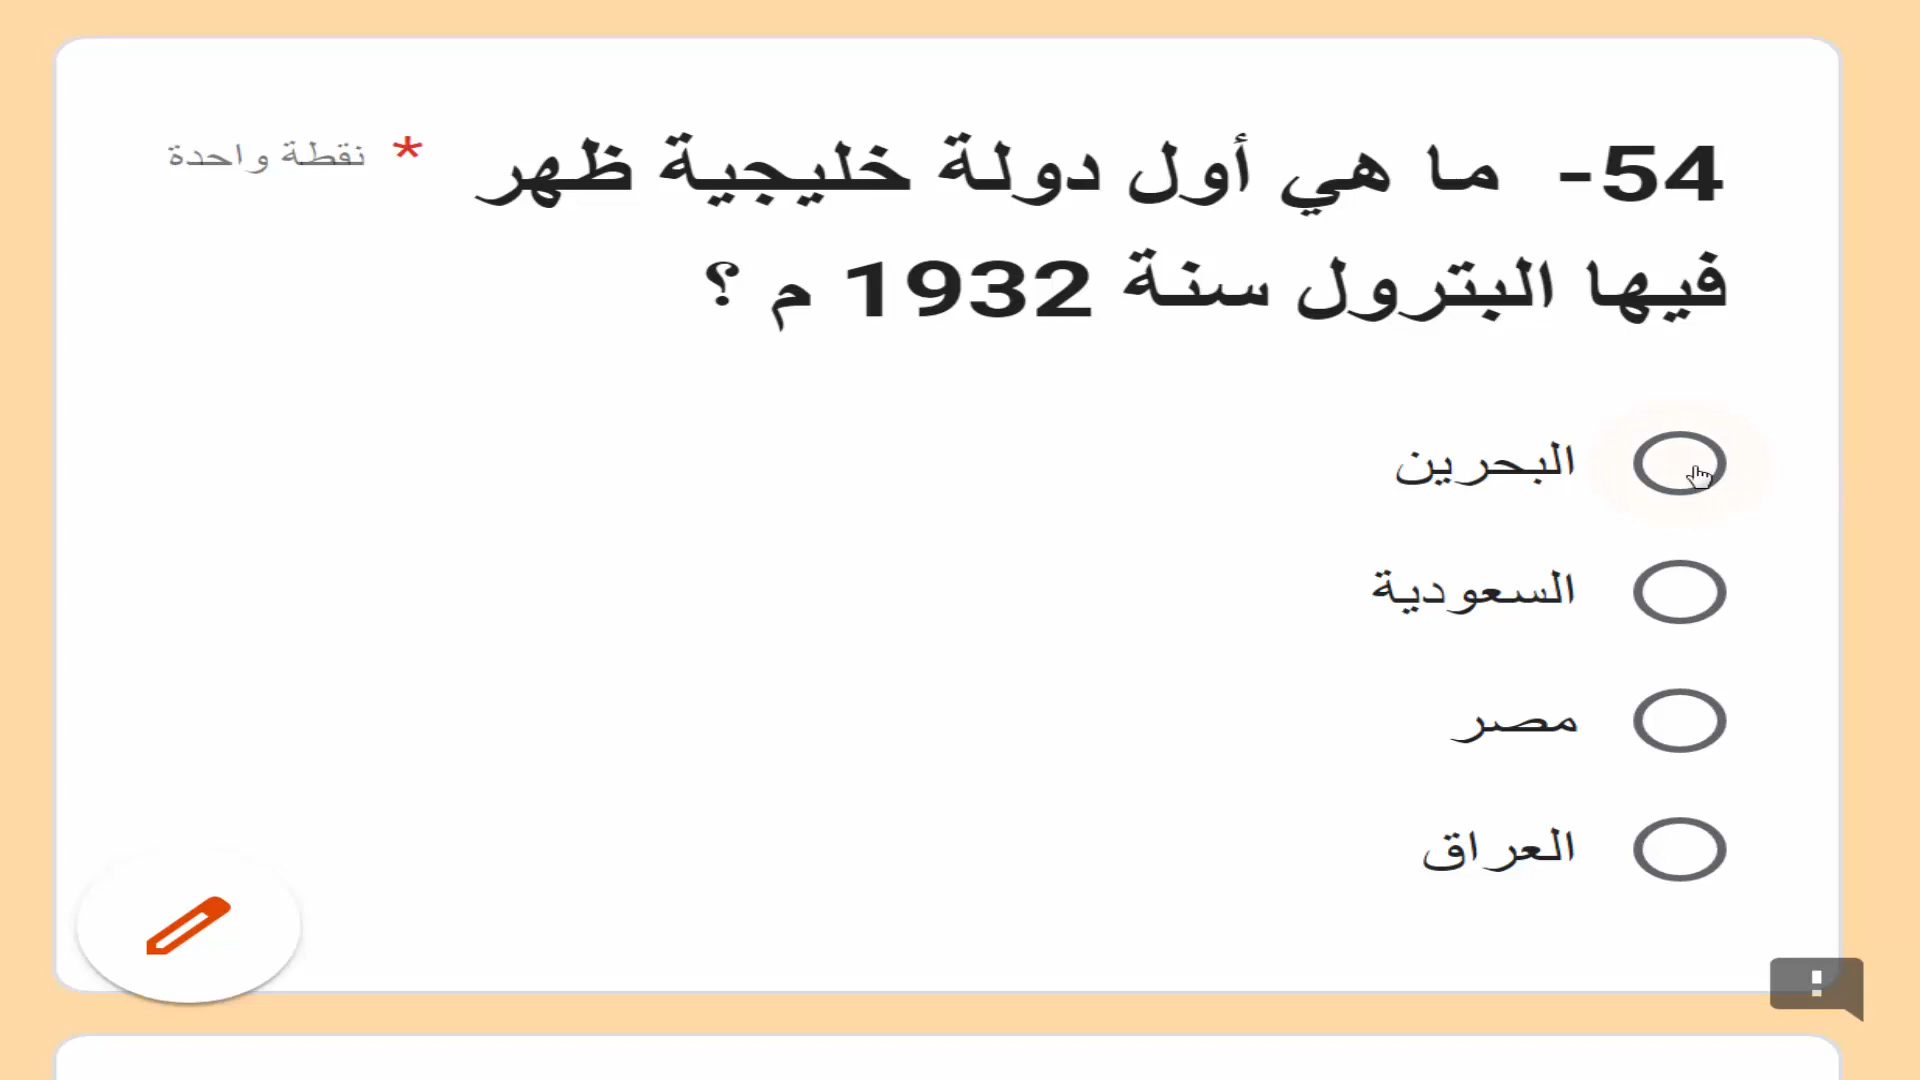 54- ما هي أول دولة خليجية ظهر * نقطة واحدة
فيها البترول سنة 1932 م ؟
البحرين
السعودية
مصر
العراق